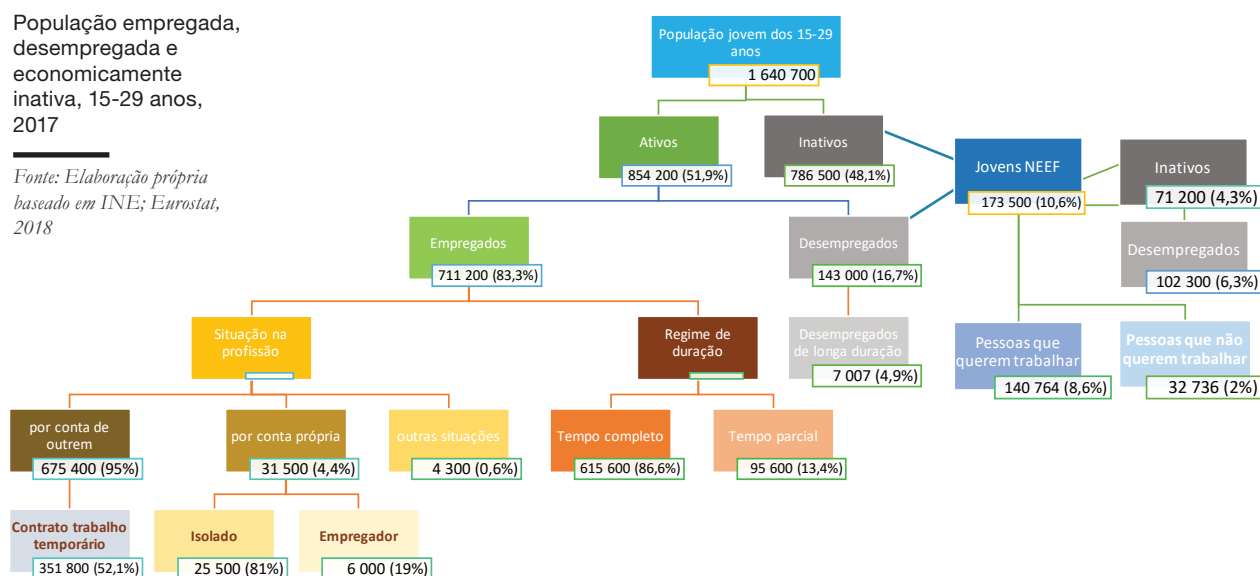 População empregada,
desempregada e
economicamente
inativa, 15-29 anos,
2017
Fonte: Elaboração própria
baseado em INE; Eurostat,
2018
População jovem dos 15-29
anos
1 640 700
Ativos
854 200 (51,9%)
Inativos
786 500 (48,1%)
Jovens NEEF
173 500 (10,6%)
Inativos
71 200 (4,3%)
Desempregados
102 300 (6,3%)
Empregados
711 200 (83,3%)
Desempregados
143 000 (16,7%)
Situação na
profissão
Regime de
duração
Desempregados
de longa duração
7 007 (4,9%)
Pessoas que
querem trabalhar
140 764 (8,6%)
Pessoas que não
querem trabalhar
32 736 (2%)
por conta de
outrem
675 400 (95%)
por conta própria
31 500 (4,4%)
outras situações
4 300 (0,6%)
Tempo completo
615 600 (86,6%)
Tempo parcial
95 600 (13,4%)
Contrato trabalho
temporário
351 800 (52,1%)
Isolado
25 500 (81%)
Empregador
6 000 (19%)